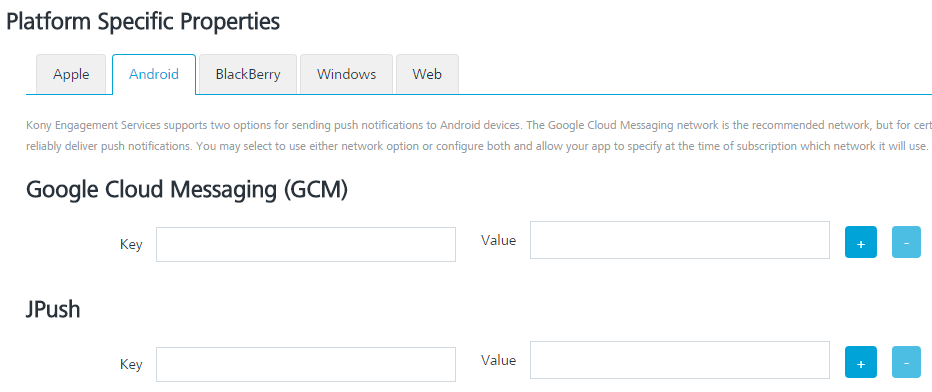 Platform Specific Properties
Apple Android BlackBerry Windows Web
Kony Engagement Services supports two options for sending push notifications to Android devices. The Google Cloud Messaging network is the recommended network, but for cert
reliably deliver push notifications. You may select to use either network option or configure both and allow your app to specify at the time of subscription which network it will use.
Google Cloud Messaging (GCM)
Key Value + -
JPush
Key Value + -